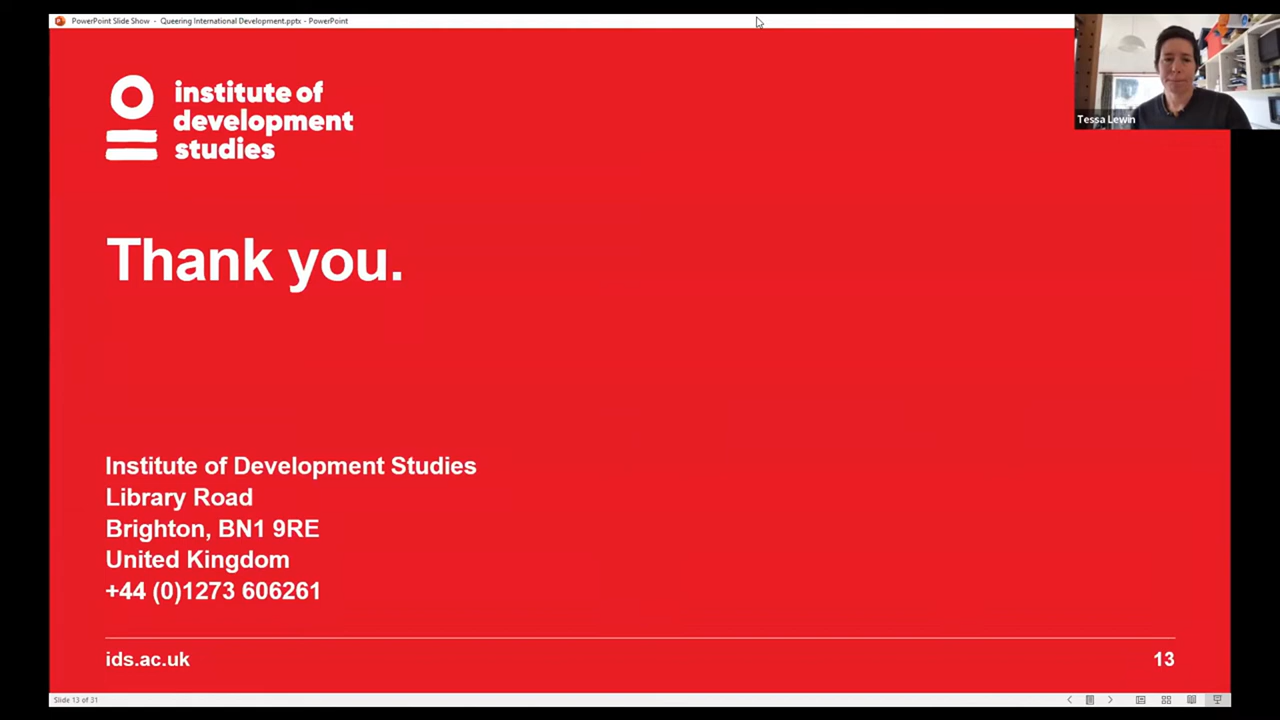 PowerPoint Slide Show - Queering International Development.pptx - PowerPoint
Tessa Lewin
institute of
development
studies
Thank you.
Institute of Development Studies
Library Road
Brighton, BN1 9RE
United Kingdom
+44 (0)1273 606261
ids.ac.uk
13
Slide 13 of 31